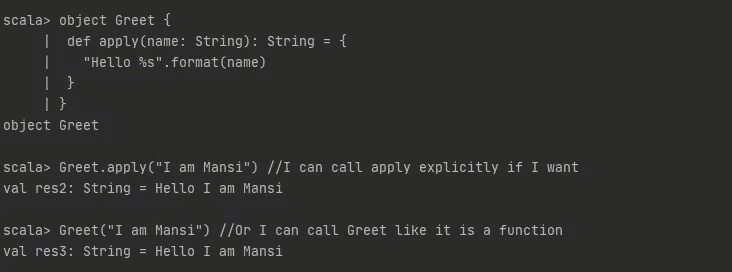 scala> object Greet {
     |  def apply(name: String): String = {
     |    "Hello %s".format(name)
     |  }
     | }
object Greet
scala> Greet.apply("I am Mansi") //I can call apply explicitly if I want
val res2: String = Hello I am Mansi
scala> Greet("I am Mansi") //Or I can call Greet like it is a function
val res3: String = Hello I am Mansi